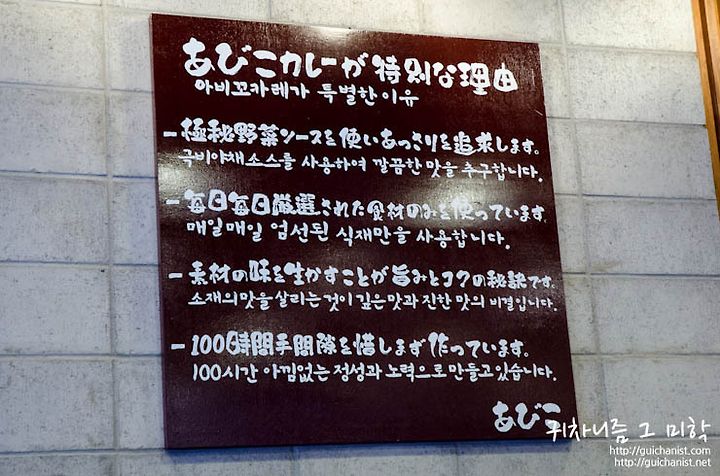 あびこカレーが特別な理由
아비꼬카레가 특별한 이유
-極秘野菜ソースを使いあっさりを追求します。
극비야채소스를 사용하여 깔끔한 맛을 추구합니다.
-毎日毎日厳選された食材のみを使っています。
매일매일 엄선된 식재만을 사용합니다.
-素材の味を生かすことが旨みとコクの秘訣です。
소재의 맛을 살리는 것이 깊은 맛과 진한 맛의 비결입니다.
-100時間手間隙を惜しまず作っています。
100시간 아낌없는 정성과 노력으로 만들고 있습니다.
あびこ
귀차니즘 그 미학
http://guichanist.com
http://guichanist.net